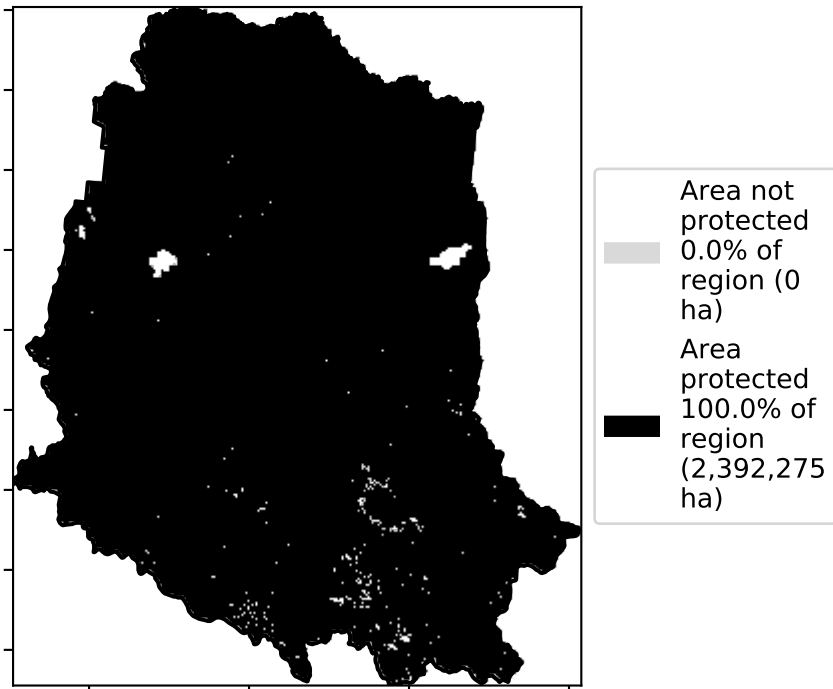 Area not
protected
0.0% of
region (0
ha)
Area
protected
100.0% of
region
(2,392,275
ha)